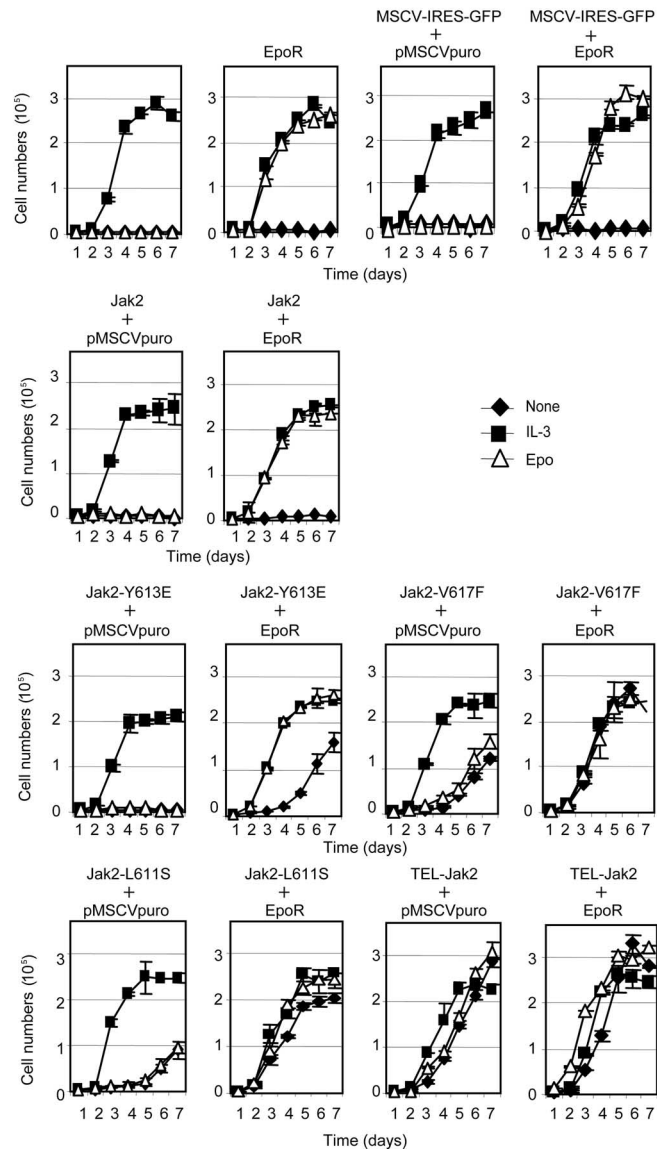 EpoR
MSCV-IRES-GFP
+
pMSCVpuro
MSCV-IRES-GFP
+
EpoR
Cell numbers (10⁵)
3
2
1
0
1 2 3 4 5 6 7
3
2
1
0
1 2 3 4 5 6 7
3
2
1
0
1 2 3 4 5 6 7
3
2
1
0
1 2 3 4 5 6 7
Time (days)
Jak2
+
pMSCVpuro
Jak2
+
EpoR
Cell numbers (10⁵)
3
2
1
0
1 2 3 4 5 6 7
3
2
1
0
1 2 3 4 5 6 7
Time (days)
None
IL-3
Epo
Jak2-Y613E
+
pMSCVpuro
Jak2-Y613E
+
EpoR
Jak2-V617F
+
pMSCVpuro
Jak2-V617F
+
EpoR
Cell numbers (10⁵)
3
2
1
0
1 2 3 4 5 6 7
3
2
1
0
1 2 3 4 5 6 7
3
2
1
0
1 2 3 4 5 6 7
3
2
1
0
1 2 3 4 5 6 7
Time (days)
Jak2-L611S
+
pMSCVpuro
Jak2-L611S
+
EpoR
TEL-Jak2
+
pMSCVpuro
TEL-Jak2
+
EpoR
Cell numbers (10⁵)
3
2
1
0
1 2 3 4 5 6 7
3
2
1
0
1 2 3 4 5 6 7
3
2
1
0
1 2 3 4 5 6 7
3
2
1
0
1 2 3 4 5 6 7
Time (days)